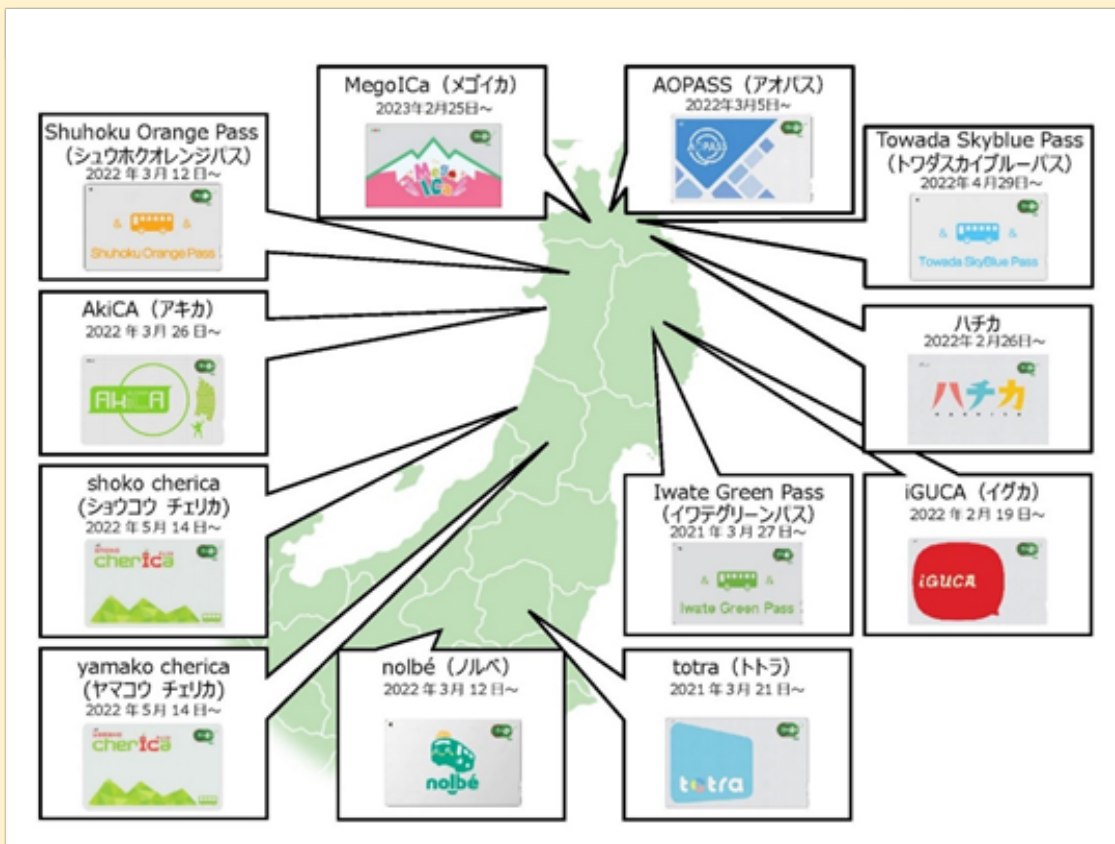 MegoICa（メゴイカ）
2023年2月25日～
MegoICa
AOPASS（アオパス）
2022年3月5日～
AOPASS
Shuhoku Orange Pass
（シュウホクオレンジパス）
2022年3月12日～
& &
Shuhoku Orange Pass
Towada Skyblue Pass
（トワダスカイブルーパス）
2022年4月29日～
& &
Towada SkyBlue Pass
AkiCA（アキカ）
2022年3月26日～
AkiCA
ハチカ
2022年2月26日～
ハチカ
shoko cherica
（ショウコウ チェリカ）
2022年5月14日～
cherica
Iwate Green Pass
（イワテグリーンパス）
2021年3月27日～
& &
Iwate Green Pass
iGUCA（イグカ）
2022年2月19日～
iGUCA
yamako cherica
(ヤマコウ チェリカ)
2022年5月14日～
cherica
nolbé（ノルベ）
2022年3月12日～
nolbé
totra（トトラ）
2021年3月21日～
totra